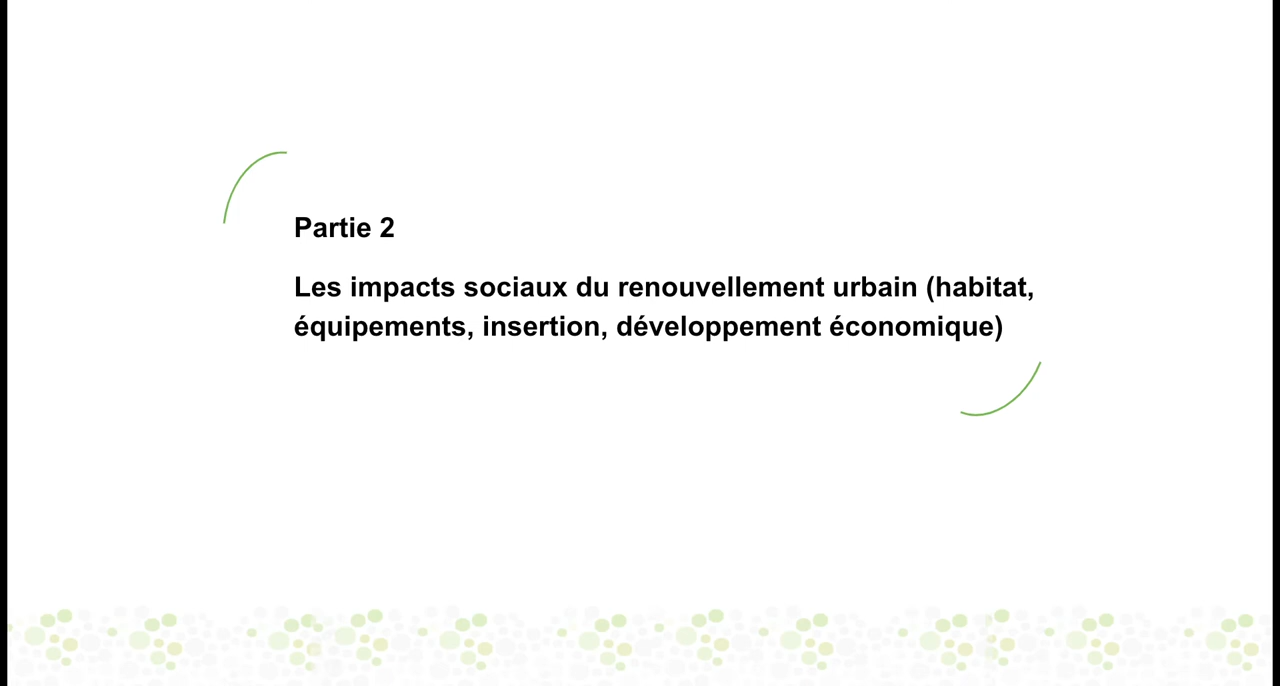 Partie 2
Les impacts sociaux du renouvellement urbain (habitat,
équipements, insertion, développement économique)